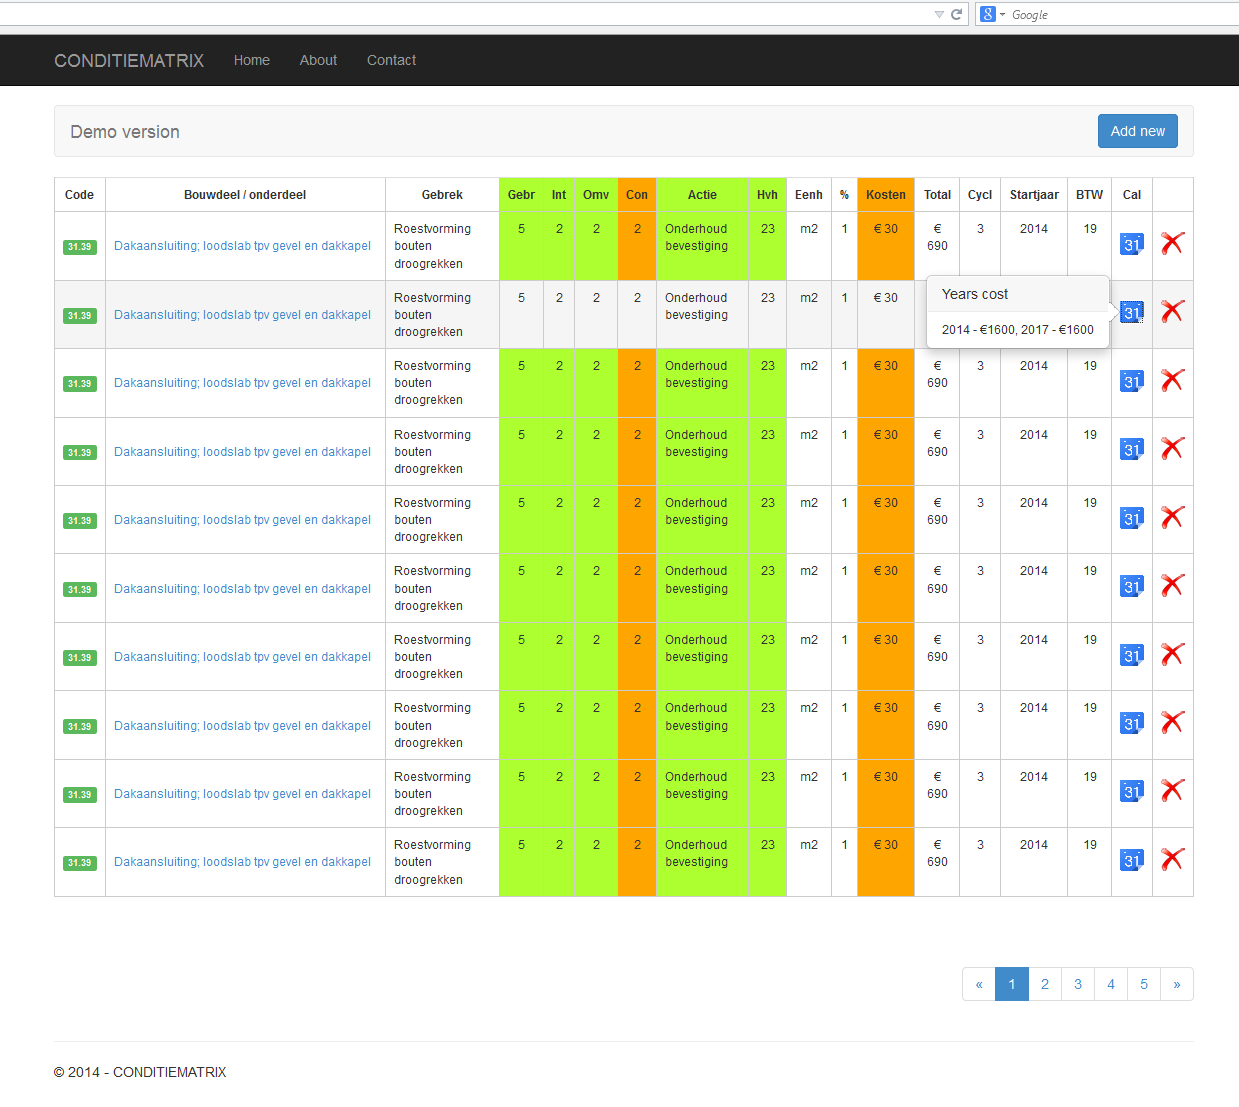 Google
CONDITIEMATRIX Home About Contact
Demo version Add new
Code Bouwdeel / onderdeel Gebrek Gebr Int Omv Con Actie Hvh Eenh % Kosten Total Cycl Startjaar BTW Cal
31.39 Dakaansluiting; loodslab tpv gevel en dakkapel Roestvorming bouten droogrekken 5 2 2 2 Onderhoud bevestiging 23 m2 1 € 30 € 690 3 2014 19 31
31.39 Dakaansluiting; loodslab tpv gevel en dakkapel Roestvorming bouten droogrekken 5 2 2 2 Onderhoud bevestiging 23 m2 1 € 30 31
Years cost
2014 - €1600, 2017 - €1600
31.39 Dakaansluiting; loodslab tpv gevel en dakkapel Roestvorming bouten droogrekken 5 2 2 2 Onderhoud bevestiging 23 m2 1 € 30 € 690 3 2014 19 31
31.39 Dakaansluiting; loodslab tpv gevel en dakkapel Roestvorming bouten droogrekken 5 2 2 2 Onderhoud bevestiging 23 m2 1 € 30 € 690 3 2014 19 31
31.39 Dakaansluiting; loodslab tpv gevel en dakkapel Roestvorming bouten droogrekken 5 2 2 2 Onderhoud bevestiging 23 m2 1 € 30 € 690 3 2014 19 31
31.39 Dakaansluiting; loodslab tpv gevel en dakkapel Roestvorming bouten droogrekken 5 2 2 2 Onderhoud bevestiging 23 m2 1 € 30 € 690 3 2014 19 31
31.39 Dakaansluiting; loodslab tpv gevel en dakkapel Roestvorming bouten droogrekken 5 2 2 2 Onderhoud bevestiging 23 m2 1 € 30 € 690 3 2014 19 31
31.39 Dakaansluiting; loodslab tpv gevel en dakkapel Roestvorming bouten droogrekken 5 2 2 2 Onderhoud bevestiging 23 m2 1 € 30 € 690 3 2014 19 31
31.39 Dakaansluiting; loodslab tpv gevel en dakkapel Roestvorming bouten droogrekken 5 2 2 2 Onderhoud bevestiging 23 m2 1 € 30 € 690 3 2014 19 31
31.39 Dakaansluiting; loodslab tpv gevel en dakkapel Roestvorming bouten droogrekken 5 2 2 2 Onderhoud bevestiging 23 m2 1 € 30 € 690 3 2014 19 31
« 1 2 3 4 5 »
© 2014 - CONDITIEMATRIX